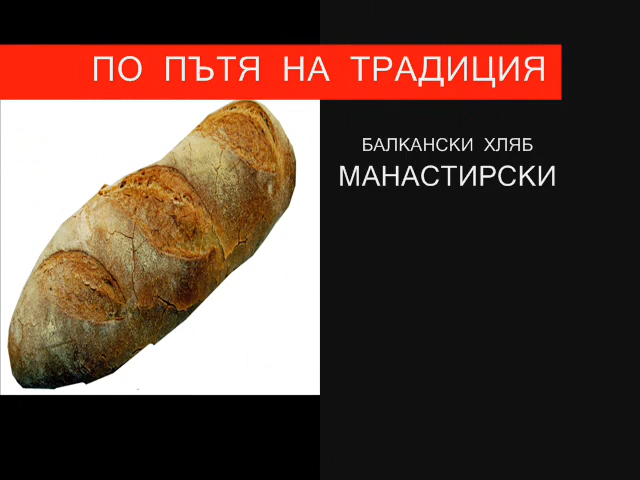 ПО ПЪТЯ НА ТРАДИЦИЯ
БАЛКАНСКИ ХЛЯБ
МАНАСТИРСКИ